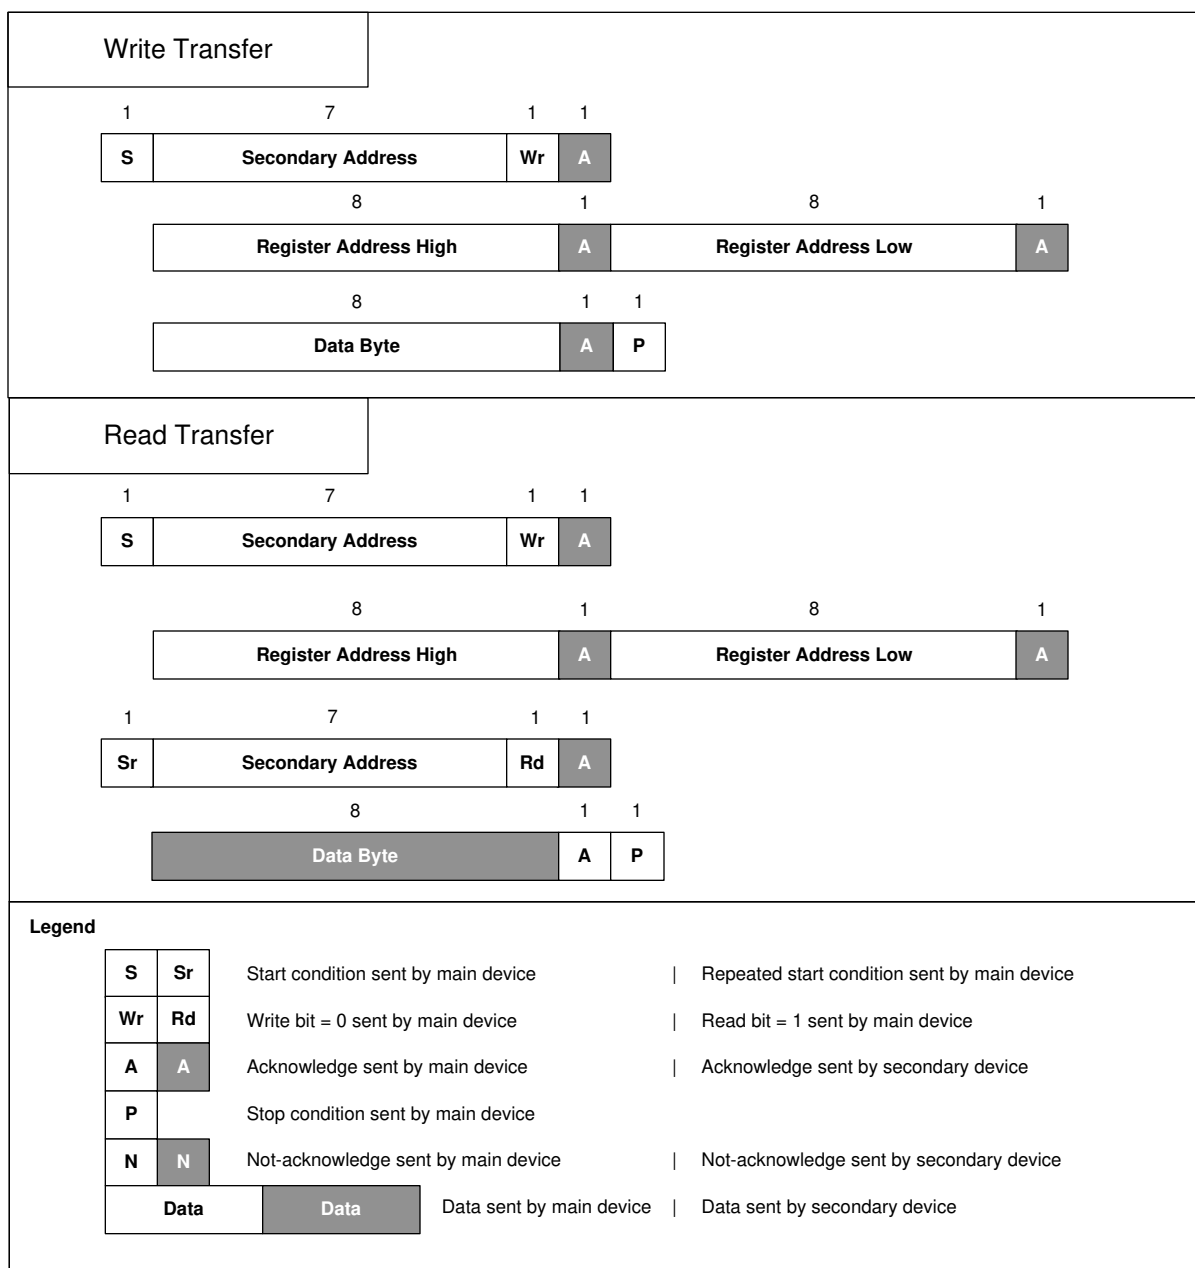 Write Transfer
1 7 1 1
S Secondary Address Wr A
8 1 8 1
Register Address High A Register Address Low A
8 1 1
Data Byte A P
Read Transfer
1 7 1 1
S Secondary Address Wr A
8 1 8 1
Register Address High A Register Address Low A
1 7 1 1
Sr Secondary Address Rd A
8 1 1
Data Byte A P
Legend
S Sr Start condition sent by main device | Repeated start condition sent by main device
Wr Rd Write bit = 0 sent by main device | Read bit = 1 sent by main device
A A Acknowledge sent by main device | Acknowledge sent by secondary device
P Stop condition sent by main device
N N Not-acknowledge sent by main device | Not-acknowledge sent by secondary device
Data Data Data sent by main device | Data sent by secondary device